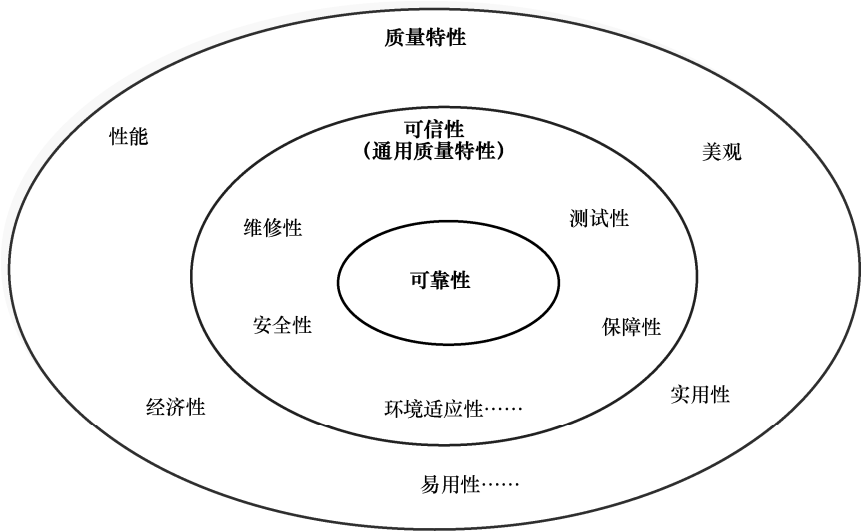 质量特性
性能
可信性
（通用质量特性）
美观
维修性
测试性
可靠性
安全性
保障性
经济性
环境适应性……
实用性
易用性……